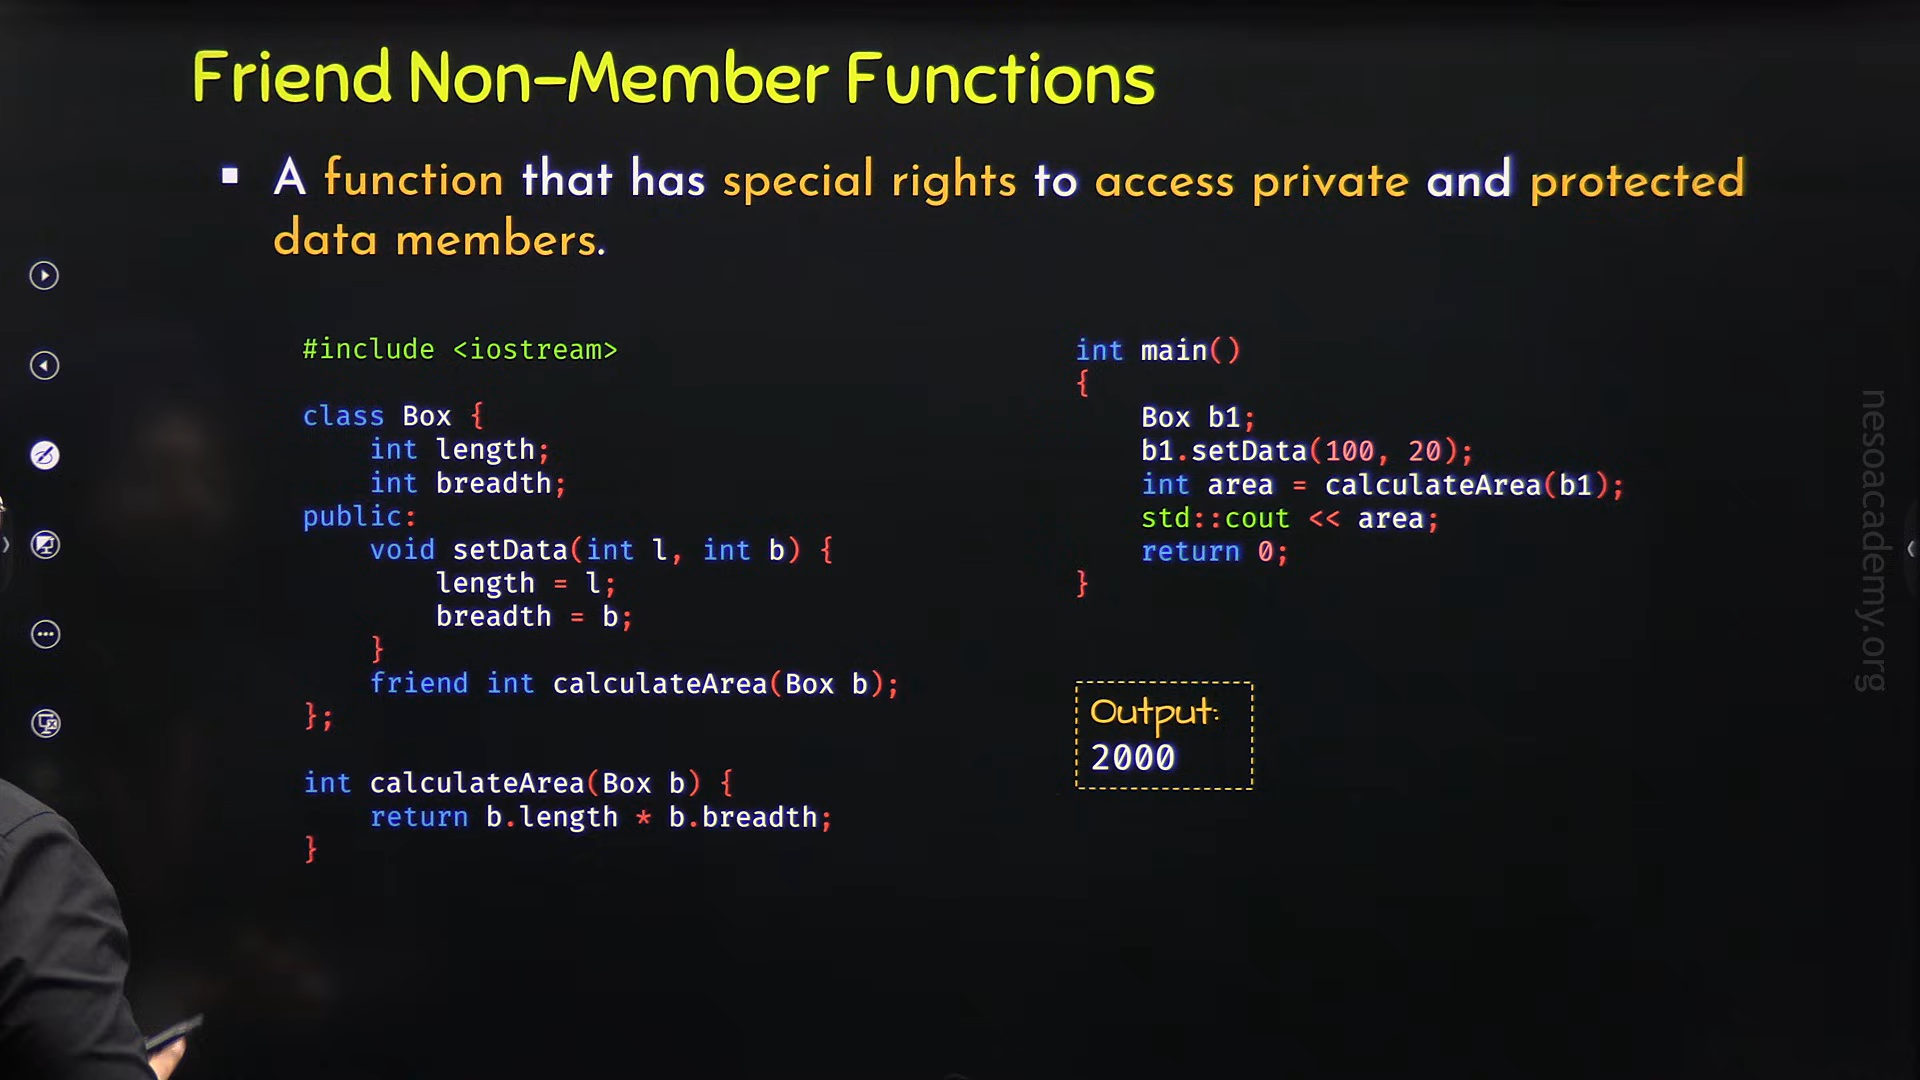 Friend Non-Member Functions
▪ A function that has special rights to access private and protected
data members.
#include <iostream>
class Box {
    int length;
    int breadth;
public:
    void setData(int l, int b) {
        length = l;
        breadth = b;
    }
    friend int calculateArea(Box b);
};
int calculateArea(Box b) {
    return b.length * b.breadth;
}
int main()
{
    Box b1;
    b1.setData(100, 20);
    int area = calculateArea(b1);
    std::cout << area;
    return 0;
}
Output:
2000
nesoacademy.org